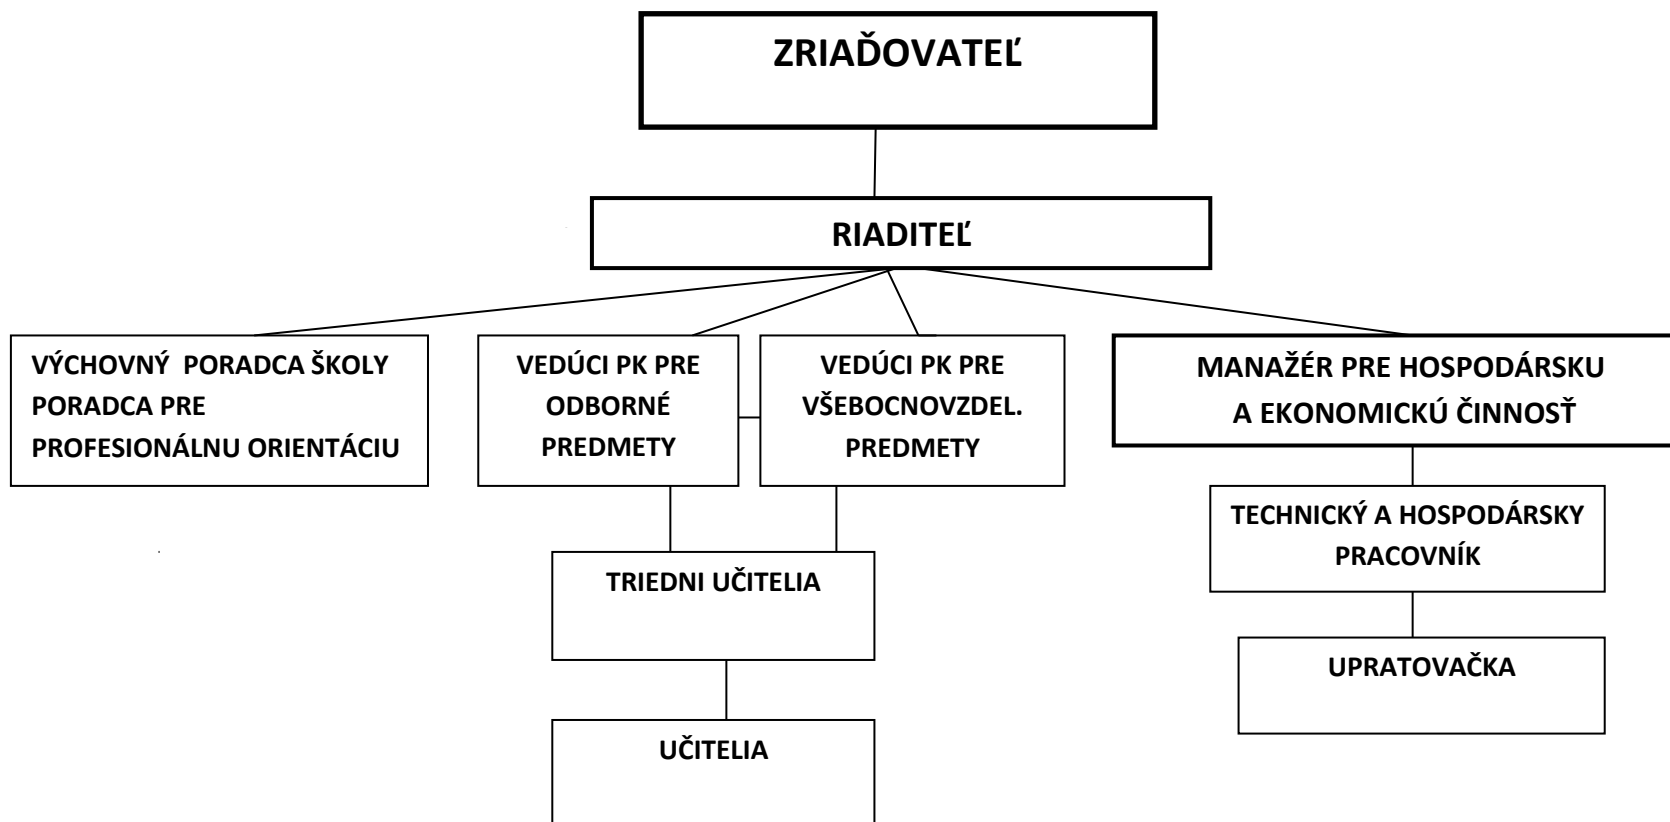 ZRIAĎOVATEĽ
RIADITEĽ
VÝCHOVNÝ PORADCA ŠKOLY
PORADCA PRE
PROFESIONÁLNU ORIENTÁCIU
VEDÚCI PK PRE
ODBORNÉ
PREDMETY
VEDÚCI PK PRE
VŠEBOCNOVZDEL.
PREDMETY
MANAŽÉR PRE HOSPODÁRSKU
A EKONOMICKÚ ČINNOSŤ
TECHNICKÝ A HOSPODÁRSKY
PRACOVNÍK
TRIEDNI UČITELIA
UPRATOVAČKA
UČITELIA